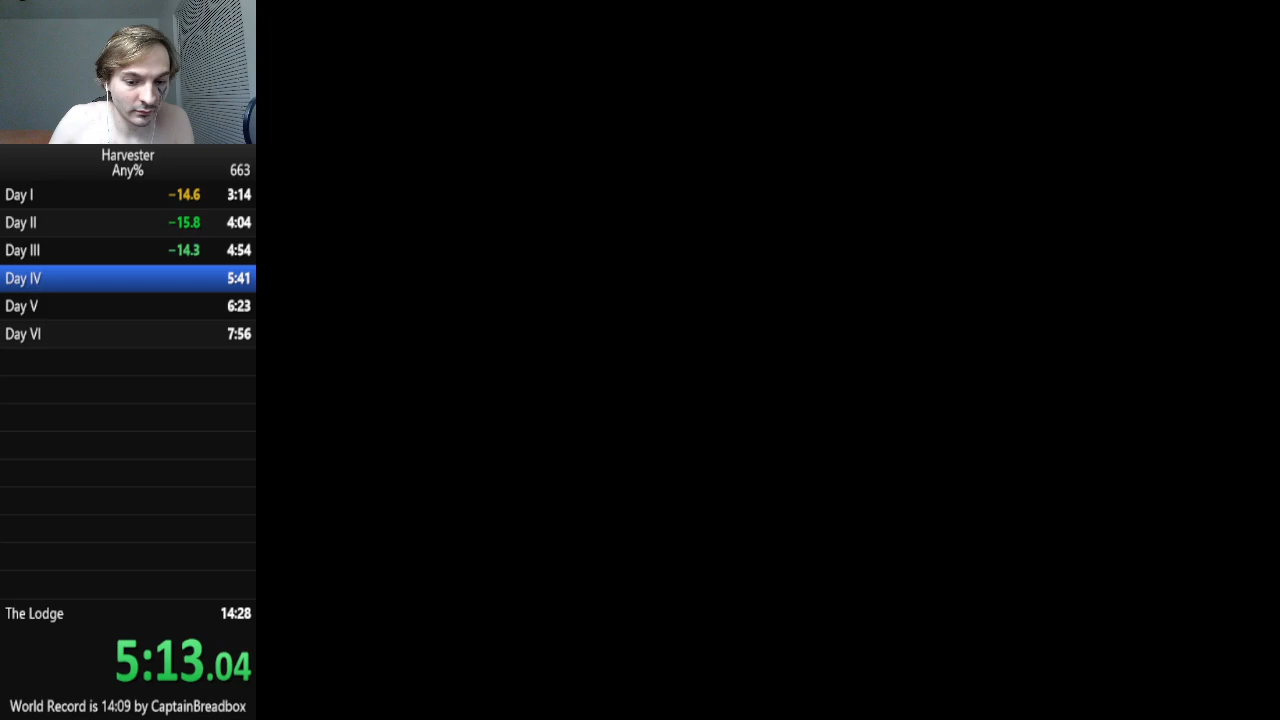 Harvester
Any% 663
Day I -14.6 3:14
Day II -15.8 4:04
Day III -14.3 4:54
Day IV 5:41
Day V 6:23
Day VI 7:56
The Lodge 14:28
5:13.04
World Record is 14:09 by CaptainBreadbox